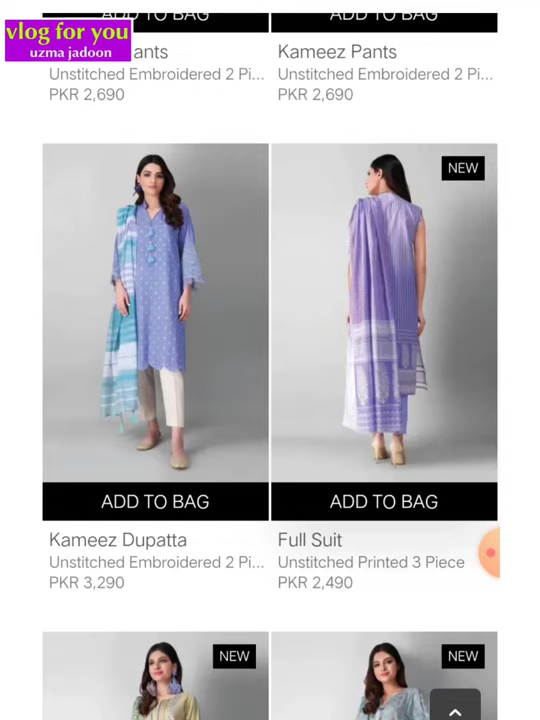 ADD TO BAG
ADD TO BAG
vlog for you
uzma jadoon
ants
Kameez Pants
Unstitched Embroidered 2 Pi...
Unstitched Embroidered 2 Pi...
PKR 2,690
PKR 2,690
NEW
ADD TO BAG
ADD TO BAG
Kameez Dupatta
Full Suit
Unstitched Embroidered 2 Pi...
Unstitched Printed 3 Piece
PKR 3,290
PKR 2,490
NEW
NEW